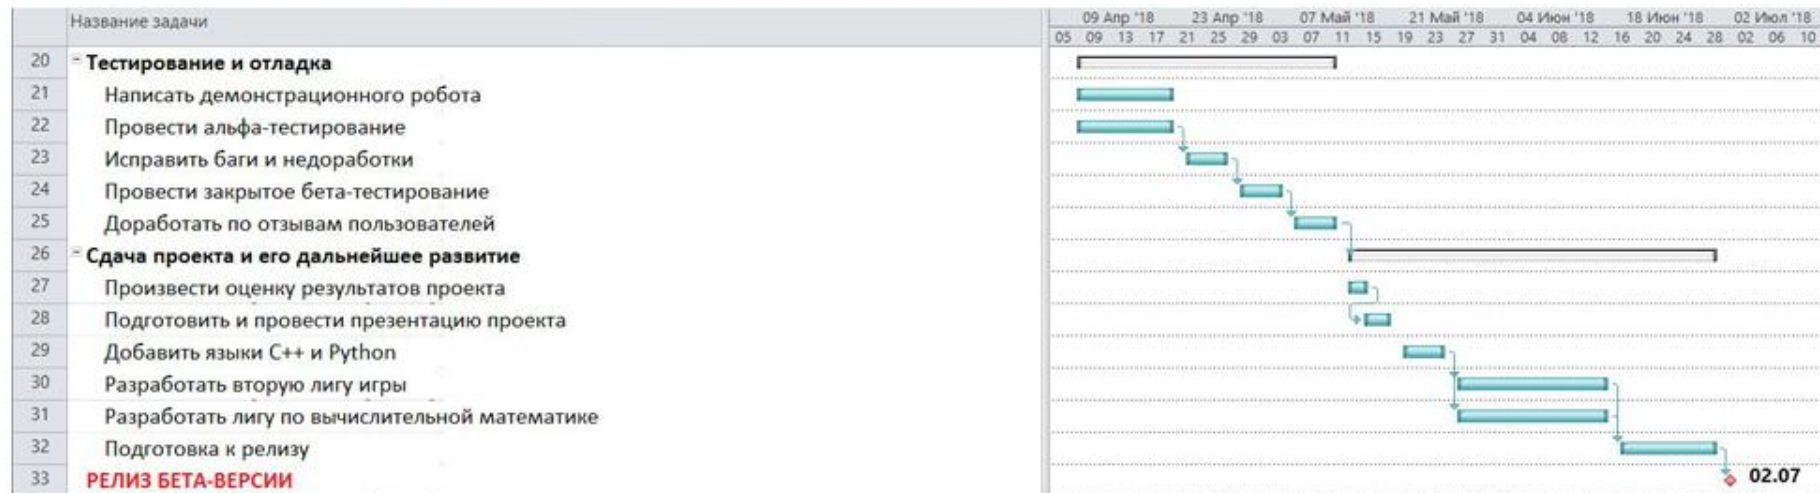 Название задачи
09 Апр '18 23 Апр '18 07 Май '18 21 Май '18 04 Июн '18 18 Июн '18 02 Июл '18
05 09 13 17 21 25 29 03 07 11 15 19 23 27 31 04 08 12 16 20 24 28 02 06 10
20 Тестирование и отладка
21 Написать демонстрационного робота
22 Провести альфа-тестирование
23 Исправить баги и недоработки
24 Провести закрытое бета-тестирование
25 Доработать по отзывам пользователей
26 Сдача проекта и его дальнейшее развитие
27 Произвести оценку результатов проекта
28 Подготовить и провести презентацию проекта
29 Добавить языки C++ и Python
30 Разработать вторую лигу игры
31 Разработать лигу по вычислительной математике
32 Подготовка к релизу
33 РЕЛИЗ БЕТА-ВЕРСИИ 02.07